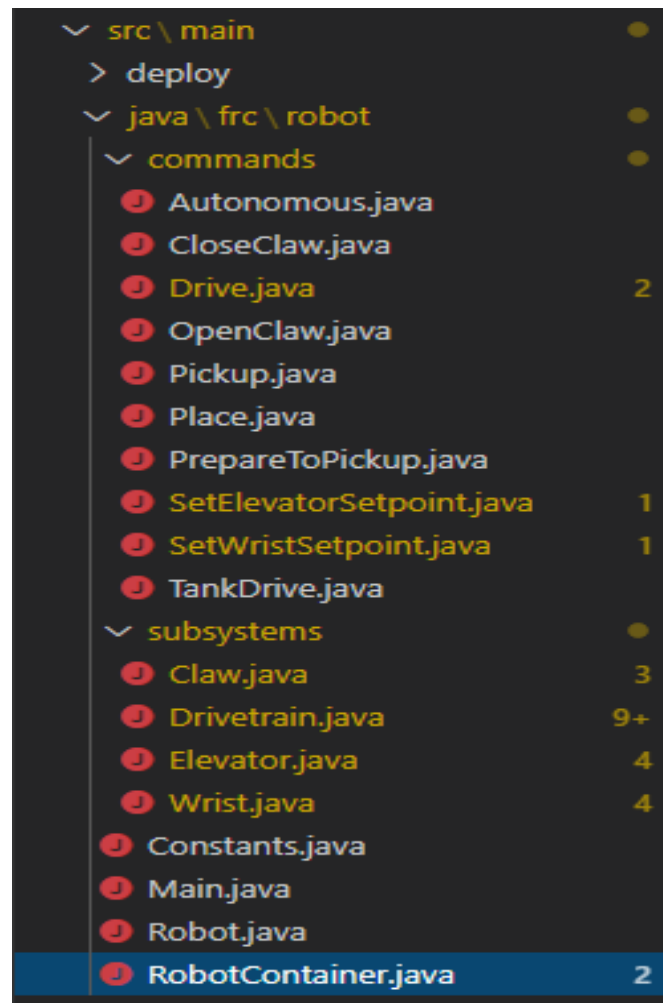 src \ main
deploy
java \ frc \ robot
commands
J Autonomous.java
J CloseClaw.java
J Drive.java 2
J OpenClaw.java
J Pickup.java
J Place.java
J PrepareToPickup.java
J SetElevatorSetpoint.java 1
J SetWristSetpoint.java 1
J TankDrive.java
subsystems
J Claw.java 3
J Drivetrain.java 9+
J Elevator.java 4
J Wrist.java 4
J Constants.java
J Main.java
J Robot.java
J RobotContainer.java 2